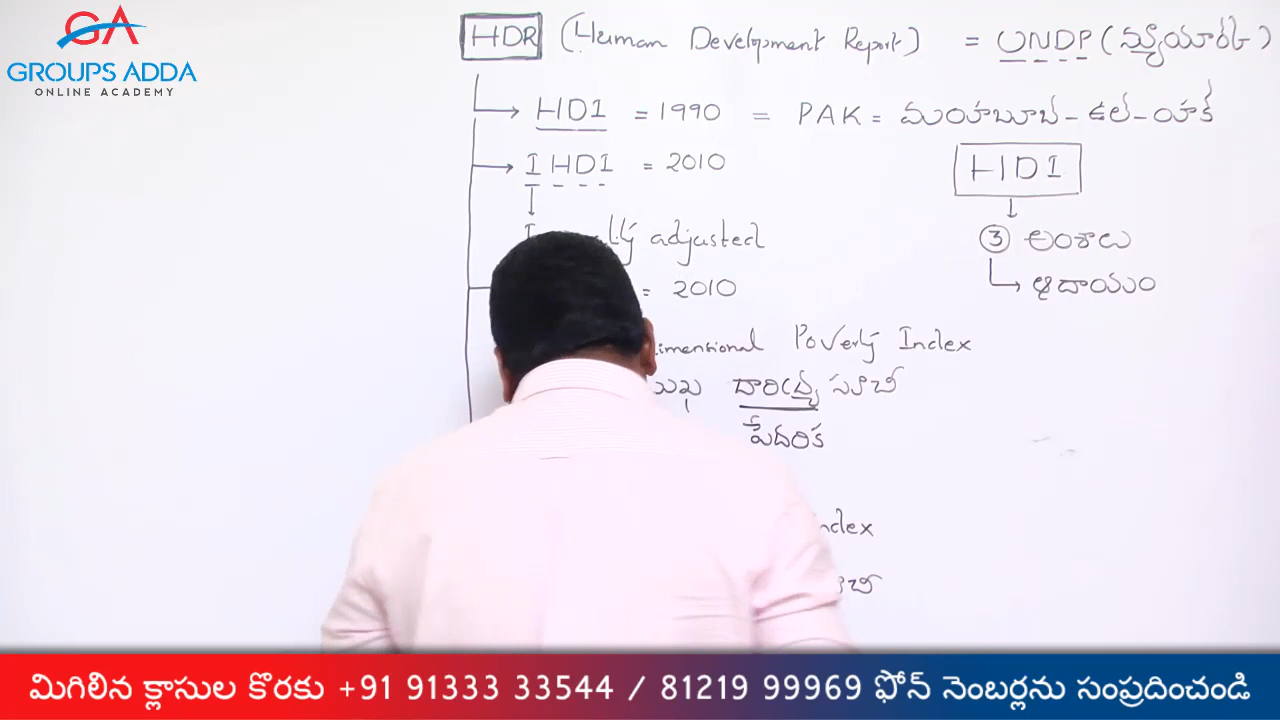 GA
GROUPS ADDA
ONLINE ACADEMY
HDR (Human Development Report) = UNDP (న్యూయార్క్)
HDI = 1990 = PAK = మహబూబ్-ఉల్-హక్
IHDI = 2010
HDI
adjusted
③ అంశాలు
= 2010
ఆదాయం
Poverty Index
దారిద్ర్య సూచీ
పేదరిక
మిగిలిన క్లాసుల కొరకు +91 91333 33544 / 81219 99969 ఫోన్ నెంబర్లను సంప్రదించండి